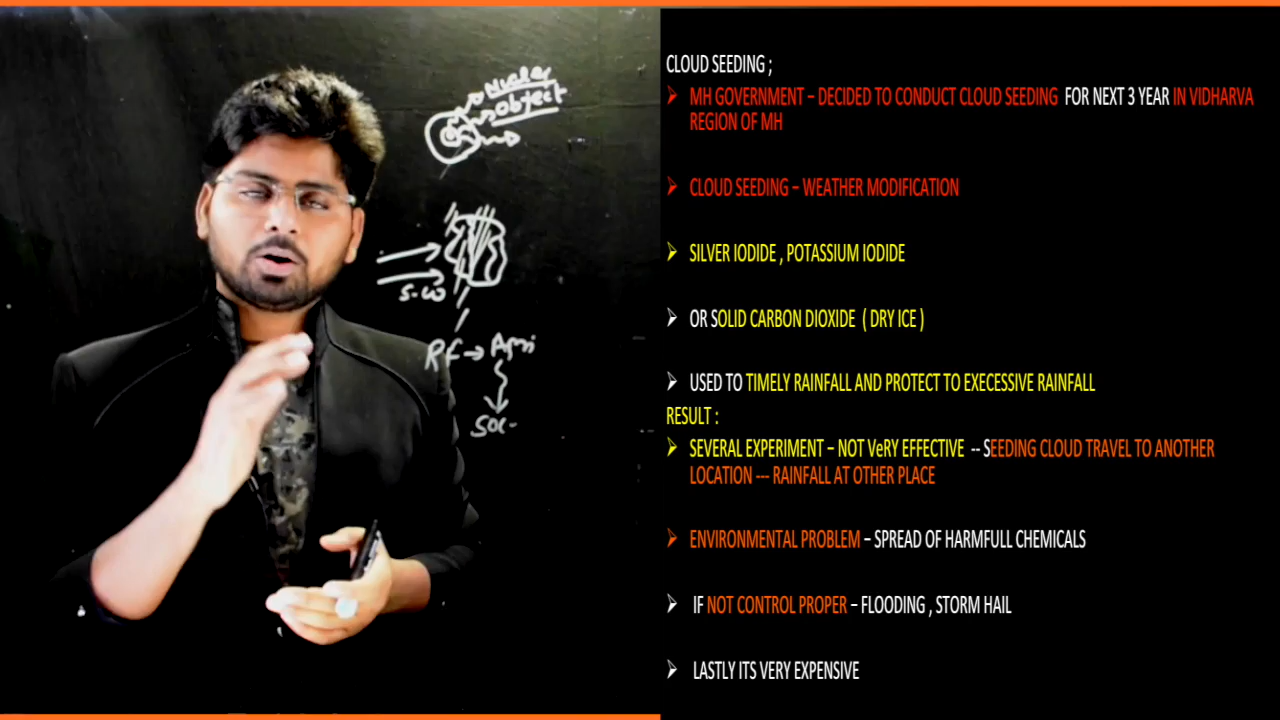 Nuclear
object
S-
RF → Agri
SOC-
CLOUD SEEDING ;
MH GOVERNMENT – DECIDED TO CONDUCT CLOUD SEEDING FOR NEXT 3 YEAR IN VIDHARVA
REGION OF MH
CLOUD SEEDING – WEATHER MODIFICATION
SILVER IODIDE , POTASSIUM IODIDE
OR SOLID CARBON DIOXIDE ( DRY ICE )
USED TO TIMELY RAINFALL AND PROTECT TO EXECESSIVE RAINFALL
RESULT :
SEVERAL EXPERIMENT – NOT VeRY EFFECTIVE -- SEEDING CLOUD TRAVEL TO ANOTHER
LOCATION --- RAINFALL AT OTHER PLACE
ENVIRONMENTAL PROBLEM – SPREAD OF HARMFULL CHEMICALS
IF NOT CONTROL PROPER – FLOODING , STORM HAIL
LASTLY ITS VERY EXPENSIVE